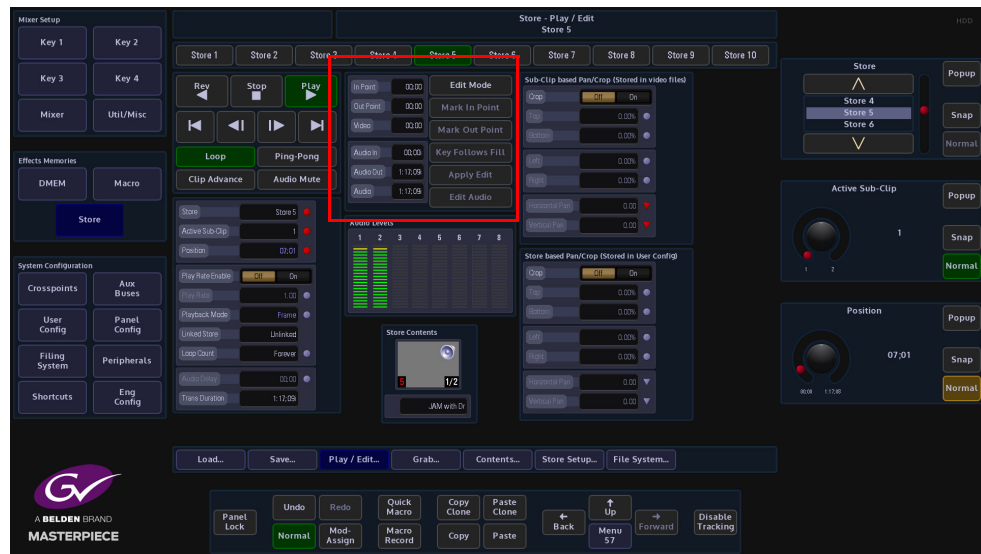 Mixer Setup
Key 1
Key 2
Key 3
Key 4
Mixer
Util/Misc
Effects Memories
DMEM
Macro
Store
System Configuration
Crosspoints
Aux
Buses
User
Config
Panel
Config
Filing
System
Peripherals
Shortcuts
Eng
Config
A BELDEN BRAND
MASTERPIECE
Store - Play / Edit
Store 5
HDD
Store 1
Store 2
Store 3
Store 4
Store 5
Store 6
Store 7
Store 8
Store 9
Store 10
Rev
Stop
Play
Loop
Ping-Pong
Clip Advance
Audio Mute
Store
Store 5
Active Sub-Clip
1
Position
07;01
Play Rate Enable
Off
On
Play Rate
1.00
Playback Mode
Frame
Linked Store
Unlinked
Loop Count
Forever
Audio Delay
00;00
Trans Duration
1:17;09
In Point
00;00
Edit Mode
Out Point
00;00
Mark In Point
Video
00;00
Mark Out Point
Audio In
00;00
Key Follows Fill
Audio Out
1:17;09
Apply Edit
Audio
1:17;09
Edit Audio
Audio Levels
1 2 3 4 5 6 7 8
Store Contents
5
1/2
JAM with Dr
Sub-Clip based Pan/Crop (Stored in video files)
Crop
Off
On
Top
0.00%
Bottom
0.00%
Left
0.00%
Right
0.00%
Horizontal Pan
0.00
Vertical Pan
0.00
Store based Pan/Crop (Stored in User Config)
Crop
Off
On
Top
0.00%
Bottom
0.00%
Left
0.00%
Right
0.00%
Horizontal Pan
0.00
Vertical Pan
0.00
Store
Store 4
Store 5
Store 6
Popup
Snap
Normal
Active Sub-Clip
1
1 2
Popup
Snap
Normal
Position
07;01
00;00 1:17;08
Popup
Snap
Normal
Load...
Save...
Play / Edit...
Grab...
Contents...
Store Setup...
File System...
Panel
Lock
Undo
Redo
Normal
Mod-
Assign
Quick
Macro
Macro
Record
Copy
Clone
Paste
Clone
Copy
Paste
Back
Up
Menu
57
Forward
Disable
Tracking